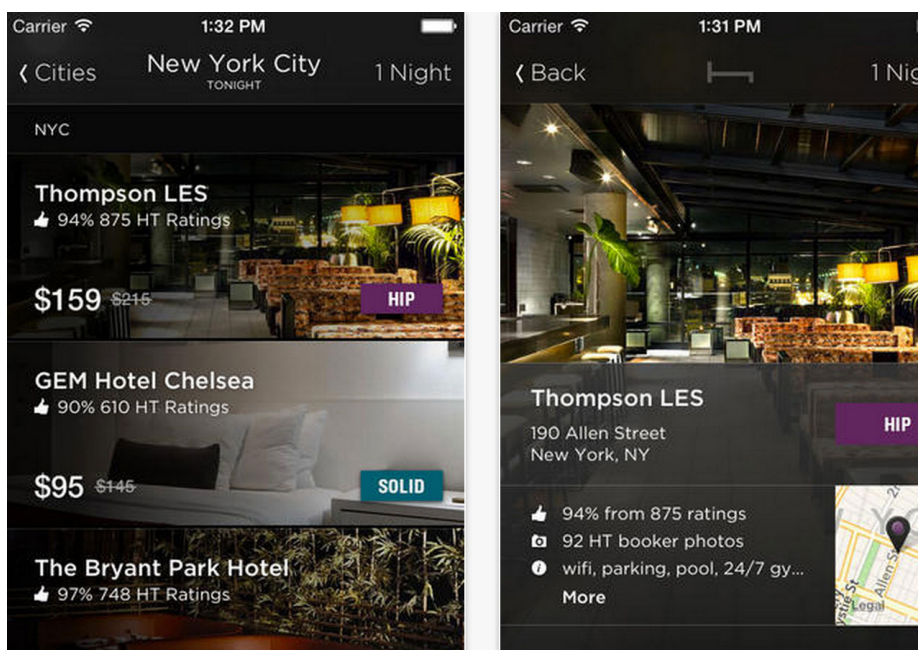 Carrier 1:32 PM
Cities New York City 1 Night
TONIGHT
NYC
Thompson LES
94% 875 HT Ratings
$159 $215 HIP
GEM Hotel Chelsea
90% 610 HT Ratings
$95 $145 SOLID
The Bryant Park Hotel
97% 748 HT Ratings
Carrier 1:31 PM
Back 1 Nig
Thompson LES
190 Allen Street
New York, NY
HIP
94% from 875 ratings
92 HT booker photos
wifi, parking, pool, 24/7 gy...
More
Allen S
Legal